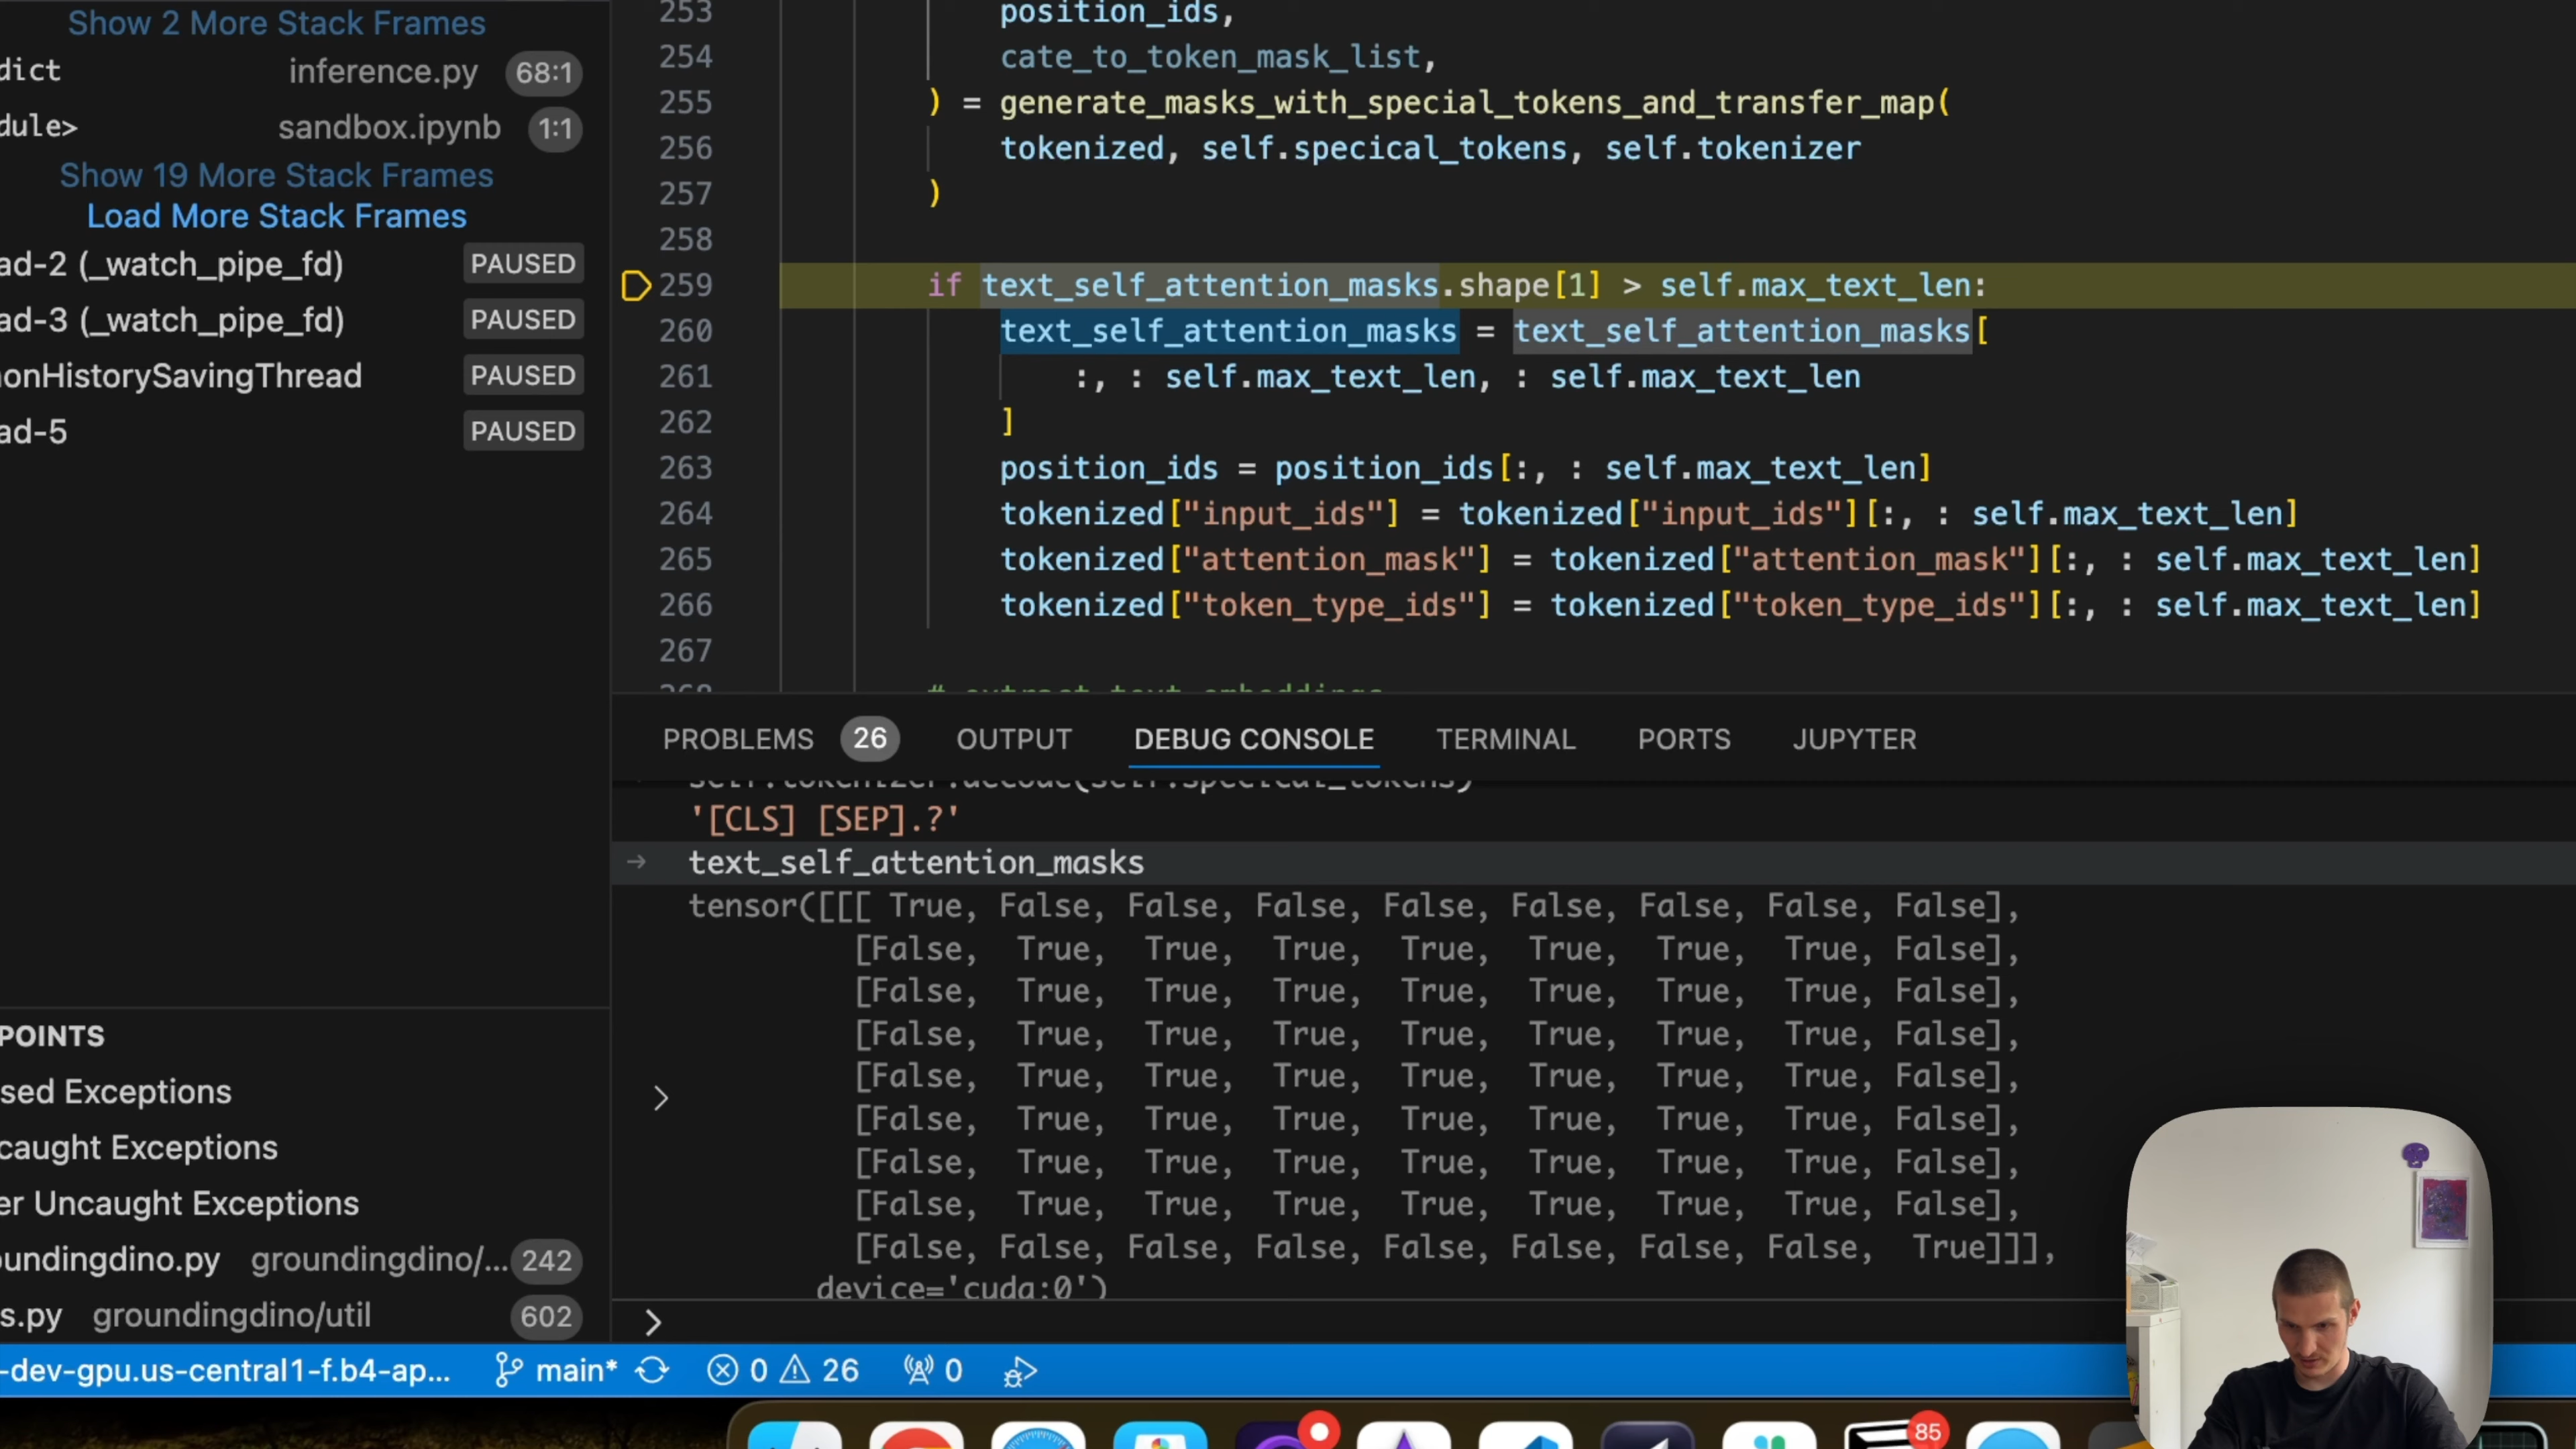 Show 2 More Stack Frames
dict inference.py 68:1
dule> sandbox.ipynb 1:1
Show 19 More Stack Frames
Load More Stack Frames
ad-2 (_watch_pipe_fd) PAUSED
ad-3 (_watch_pipe_fd) PAUSED
onHistorySavingThread PAUSED
ad-5 PAUSED
POINTS
sed Exceptions
caught Exceptions
er Uncaught Exceptions
oundingdino.py groundingdino/... 242
s.py groundingdino/util 602
253 position_ids,
254 cate_to_token_mask_list,
255 ) = generate_masks_with_special_tokens_and_transfer_map(
256 tokenized, self.specical_tokens, self.tokenizer
257 )
258
259 if text_self_attention_masks.shape[1] > self.max_text_len:
260 text_self_attention_masks = text_self_attention_masks[
261 :, : self.max_text_len, : self.max_text_len
262 ]
263 position_ids = position_ids[:, : self.max_text_len]
264 tokenized["input_ids"] = tokenized["input_ids"][:, : self.max_text_len]
265 tokenized["attention_mask"] = tokenized["attention_mask"][:, : self.max_text_len]
266 tokenized["token_type_ids"] = tokenized["token_type_ids"][:, : self.max_text_len]
267
268 # extract text embeddings
PROBLEMS 26 OUTPUT DEBUG CONSOLE TERMINAL PORTS JUPYTER
self.tokenizer.decode(self.specical_tokens)
'[CLS] [SEP].?'
→ text_self_attention_masks
tensor([[[ True, False, False, False, False, False, False, False, False],
[False, True, True, True, True, True, True, True, False],
[False, True, True, True, True, True, True, True, False],
[False, True, True, True, True, True, True, True, False],
[False, True, True, True, True, True, True, True, False],
[False, True, True, True, True, True, True, True, False],
[False, True, True, True, True, True, True, True, False],
[False, True, True, True, True, True, True, True, False],
[False, False, False, False, False, False, False, False, True]]],
device='cuda:0')
-dev-gpu.us-central1-f.b4-ap... main* 0 26 0
85